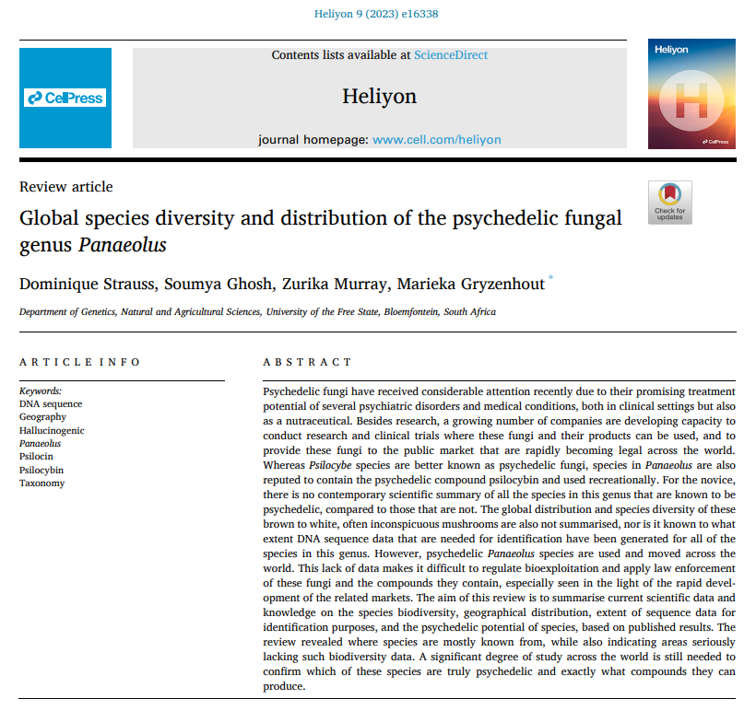 Heliyon 9 (2023) e16338
CelPress
Contents lists available at ScienceDirect
Heliyon
journal homepage: www.cell.com/heliyon
Heliyon
H
CelPress
Review article
Global species diversity and distribution of the psychedelic fungal
genus Panaeolus
Check for
updates
Dominique Strauss, Soumya Ghosh, Zurika Murray, Marieka Gryzenhout *
Department of Genetics, Natural and Agricultural Sciences, University of the Free State, Bloemfontein, South Africa
ARTICLE INFO
Keywords:
DNA sequence
Geography
Hallucinogenic
Panaeolus
Psilocin
Psilocybin
Taxonomy
ABSTRACT
Psychedelic fungi have received considerable attention recently due to their promising treatment
potential of several psychiatric disorders and medical conditions, both in clinical settings but also
as a nutraceutical. Besides research, a growing number of companies are developing capacity to
conduct research and clinical trials where these fungi and their products can be used, and to
provide these fungi to the public market that are rapidly becoming legal across the world.
Whereas Psilocybe species are better known as psychedelic fungi, species in Panaeolus are also
reputed to contain the psychedelic compound psilocybin and used recreationally. For the novice,
there is no contemporary scientific summary of all the species in this genus that are known to be
psychedelic, compared to those that are not. The global distribution and species diversity of these
brown to white, often inconspicuous mushrooms are also not summarised, nor is it known to what
extent DNA sequence data that are needed for identification have been generated for all of the
species in this genus. However, psychedelic Panaeolus species are used and moved across the
world. This lack of data makes it difficult to regulate bioexploitation and apply law enforcement
of these fungi and the compounds they contain, especially seen in the light of the rapid devel-
opment of the related markets. The aim of this review is to summarise current scientific data and
knowledge on the species biodiversity, geographical distribution, extent of sequence data for
identification purposes, and the psychedelic potential of species, based on published results. The
review revealed where species are mostly known from, while also indicating areas seriously
lacking such biodiversity data. A significant degree of study across the world is still needed to
confirm which of these species are truly psychedelic and exactly what compounds they can
produce.